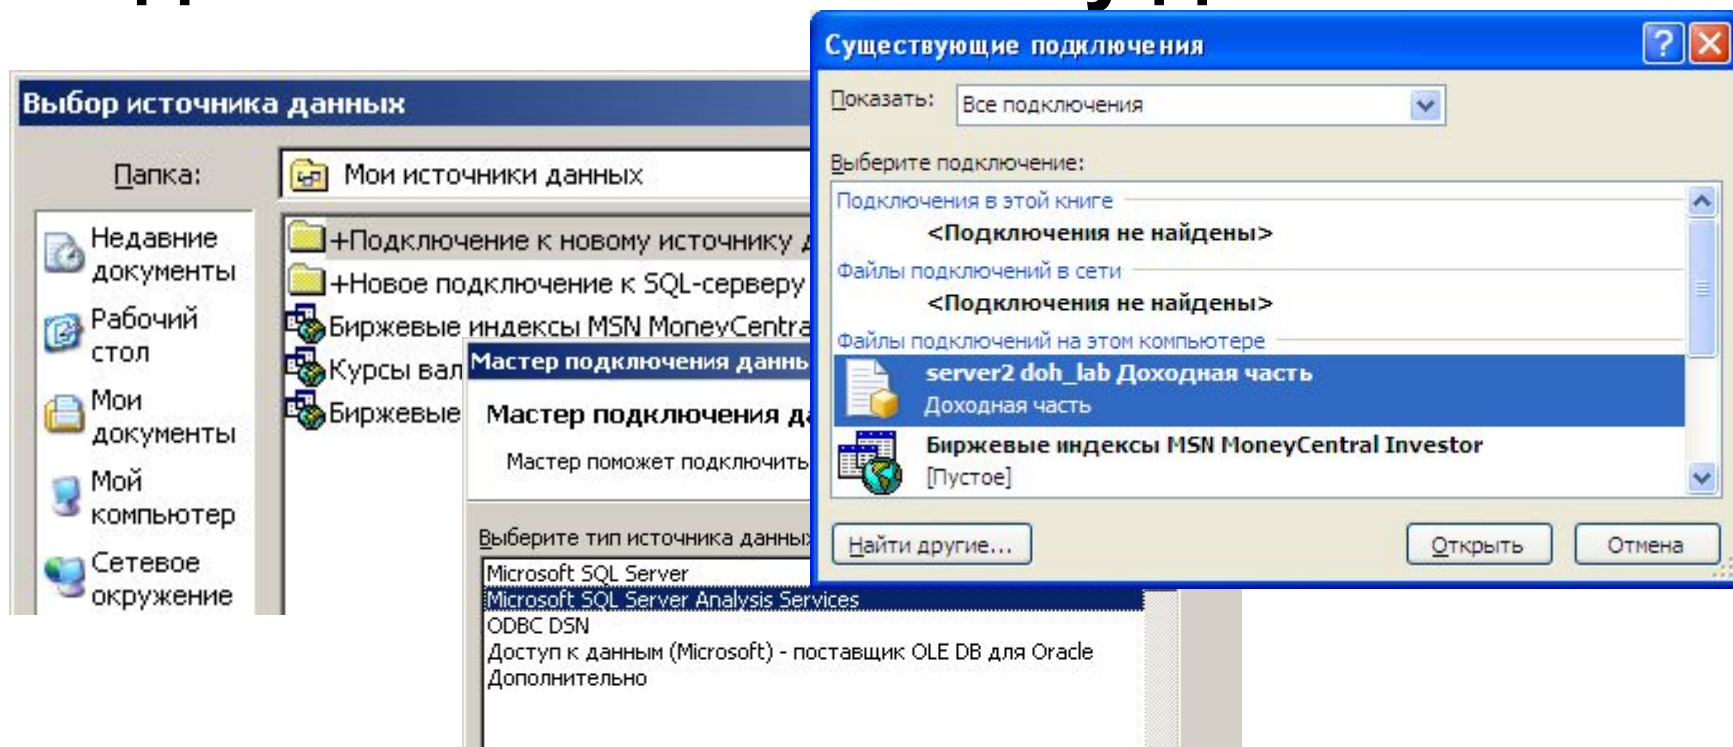 Выбор источника данных
Папка:
Мои источники данных
Недавние
документы
Рабочий
стол
Мои
документы
Мой
компьютер
Сетевое
окружение
+Подключение к новому источнику
+Новое подключение к SQL-серверу
Биржевые индексы MSN MoneyCentra
Курсы вал
Биржевые
Мастер подключения данны
Мастер подключения да
Мастер поможет подключить
Выберите тип источника данных
Microsoft SQL Server
Microsoft SQL Server Analysis Services
ODBC DSN
Доступ к данным (Microsoft) - поставщик OLE DB для Oracle
Дополнительно
Существующие подключения
Показать:
Все подключения
Выберите подключение:
Подключения в этой книге
<Подключения не найдены>
Файлы подключений в сети
<Подключения не найдены>
Файлы подключений на этом компьютере
server2 doh_lab Доходная часть
Доходная часть
Биржевые индексы MSN MoneyCentral Investor
[Пустое]
Найти другие...
Открыть
Отмена